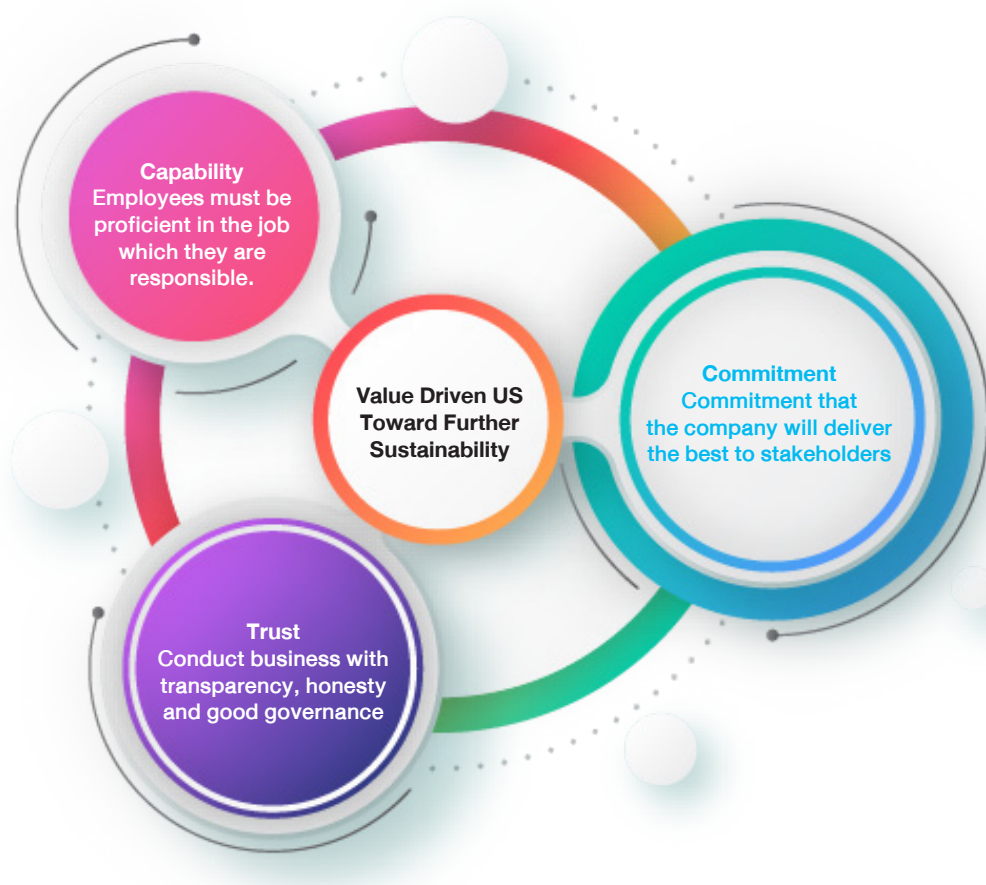 Capability
Employees must be
proficient in the job
which they are
responsible.
Value Driven US
Toward Further
Sustainability
Commitment
Commitment that
the company will deliver
the best to stakeholders
Trust
Conduct business with
transparency, honesty
and good governance